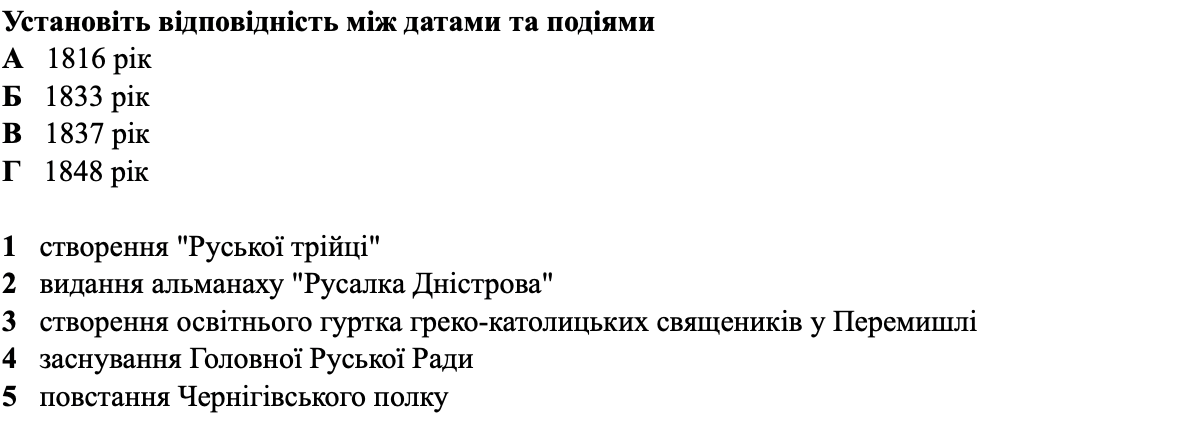 Установіть відповідність між датами та подіями
А 1816 рік
Б 1833 рік
В 1837 рік
Г 1848 рік
1 створення "Руської трійці"
2 видання альманаху "Русалка Дністрова"
3 створення освітнього гуртка греко-католицьких священиків у Перемишлі
4 заснування Головної Руської Ради
5 повстання Чернігівського полку